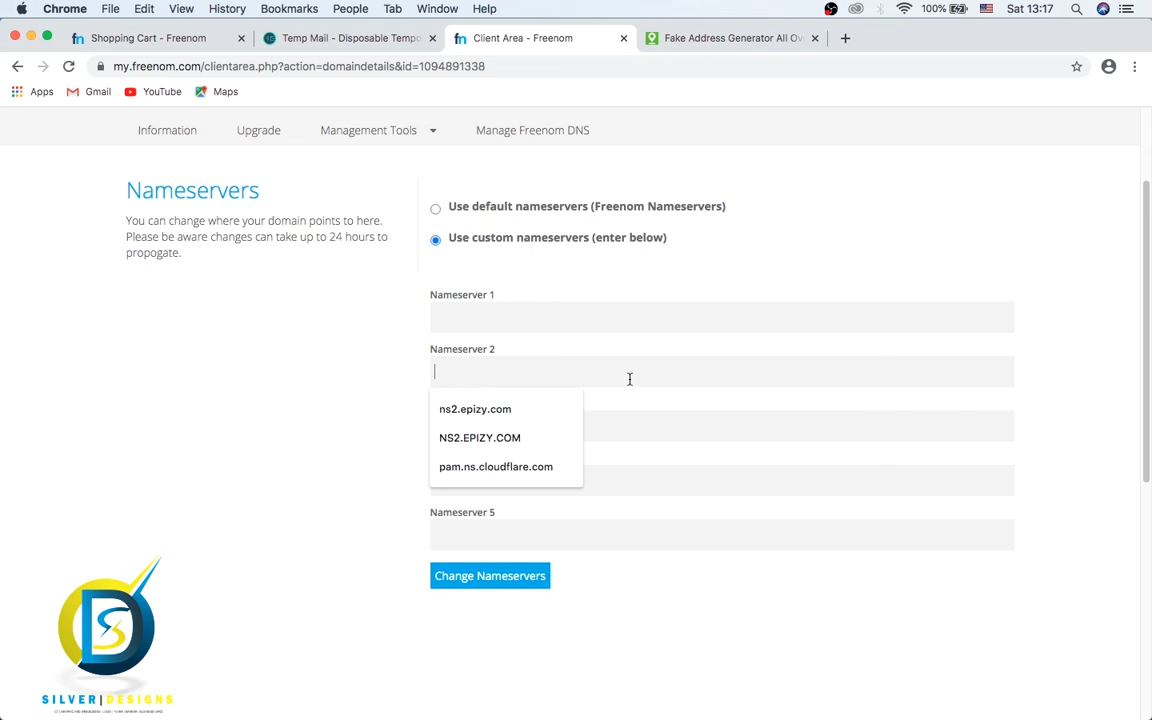 Chrome File Edit View History Bookmarks People Tab Window Help 100% Sat 13:17
Shopping Cart - Freenom Temp Mail - Disposable Tempo Client Area - Freenom Fake Address Generator All Ov
my.freenom.com/clientarea.php?action=domaindetails&id=1094891338
Apps Gmail YouTube Maps
Information Upgrade Management Tools Manage Freenom DNS
Nameservers
You can change where your domain points to here.
Please be aware changes can take up to 24 hours to
propogate.
Use default nameservers (Freenom Nameservers)
Use custom nameservers (enter below)
Nameserver 1
Nameserver 2
ns2.epizy.com
NS2.EPIZY.COM
pam.ns.cloudflare.com
Nameserver 5
Change Nameservers
SILVER|DESIGNS